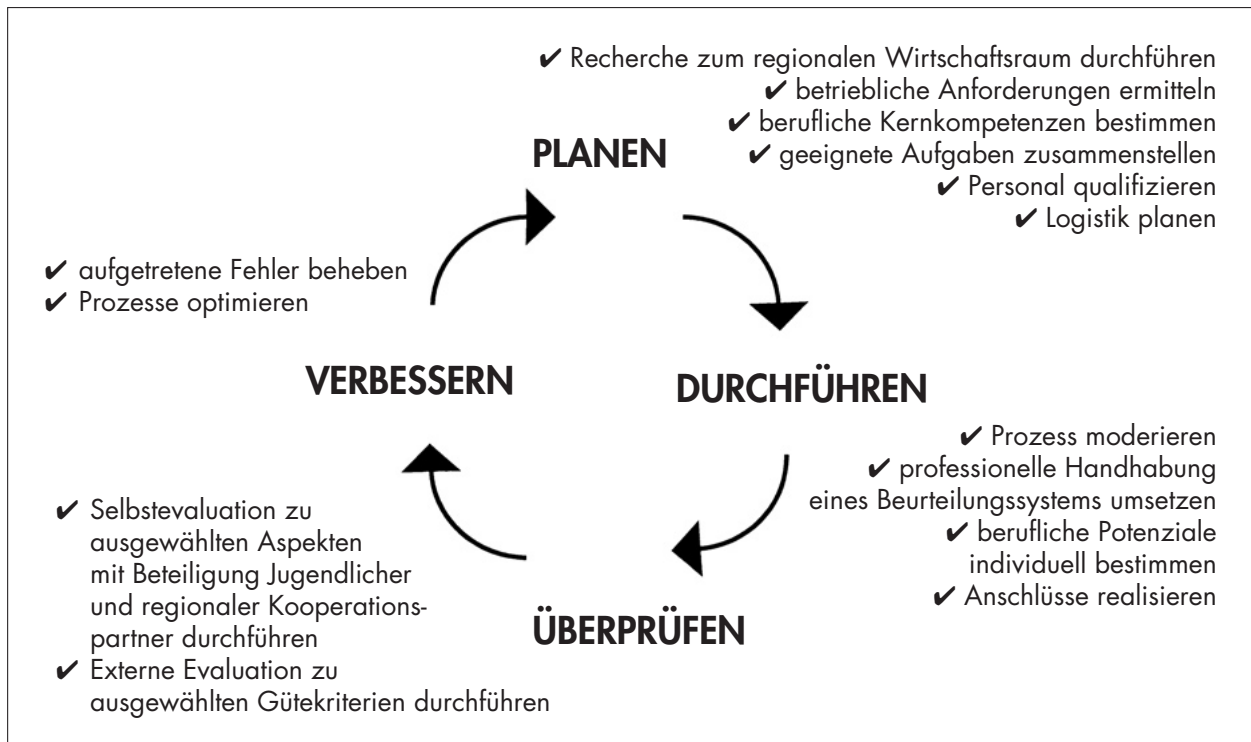 ✔ Recherche zum regionalen Wirtschaftsraum durchführen
✔ betriebliche Anforderungen ermitteln
✔ berufliche Kernkompetenzen bestimmen
✔ geeignete Aufgaben zusammenstellen
✔ Personal qualifizieren
✔ Logistik planen
PLANEN
✔ aufgetretene Fehler beheben
✔ Prozesse optimieren
VERBESSERN
DURCHFÜHREN
✔ Prozess moderieren
✔ professionelle Handhabung
eines Beurteilungssystems umsetzen
✔ berufliche Potenziale
individuell bestimmen
✔ Anschlüsse realisieren
✔ Selbstevaluation zu
ausgewählten Aspekten
mit Beteiligung Jugendlicher
und regionaler Kooperations-
partner durchführen
✔ Externe Evaluation zu
ausgewählten Gütekriterien durchführen
ÜBERPRÜFEN